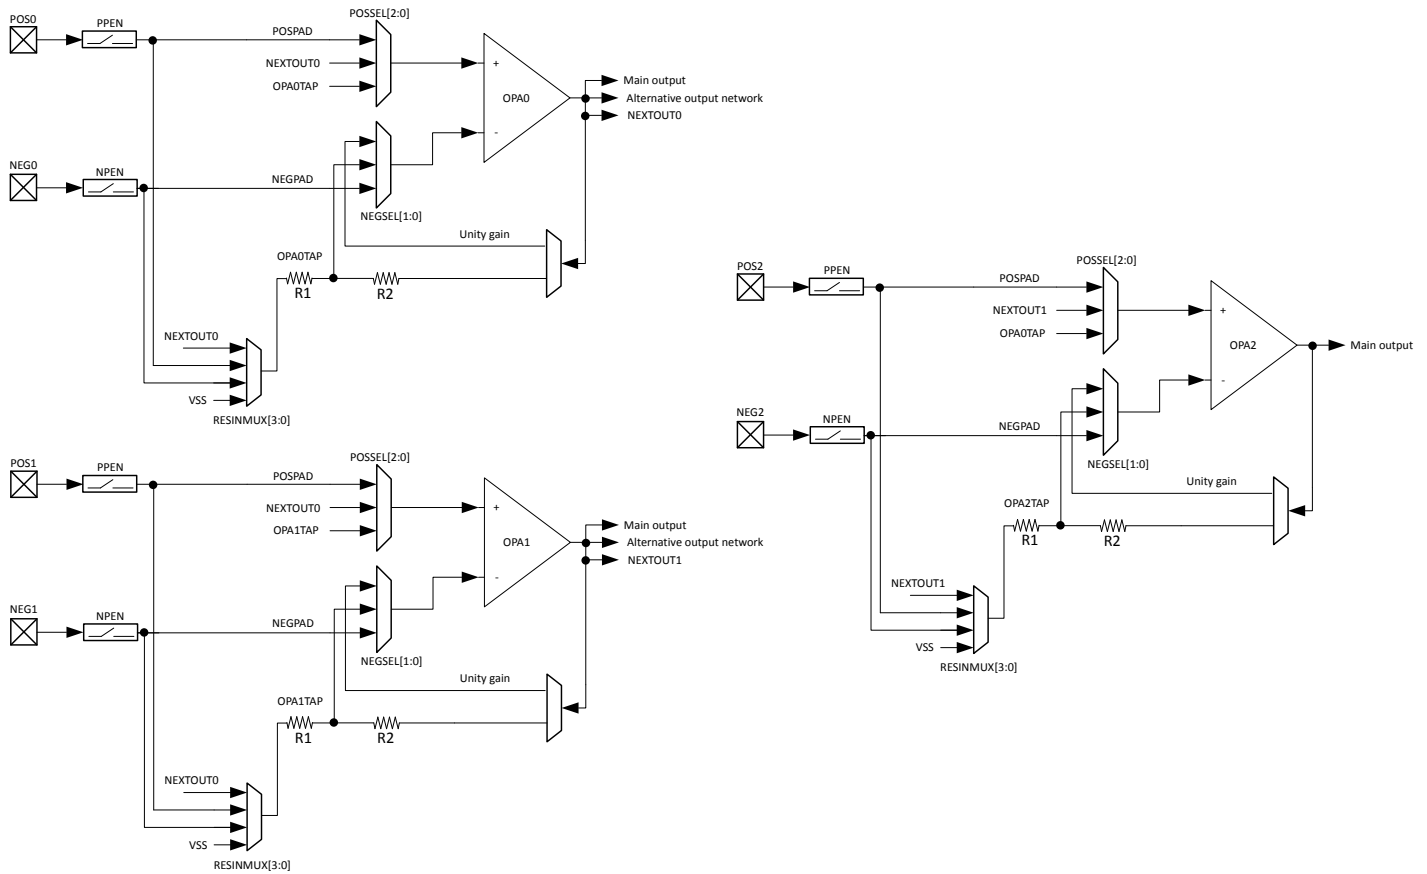 POS0
PPEN
POSSEL[2:0]
POSPAD
NEXTOUT0
OPA0TAP
+
OPA0
-
Main output
Alternative output network
NEXTOUT0
NEG0
NPEN
NEGPAD
NEGSEL[1:0]
Unity gain
OPA0TAP
R1
R2
NEXTOUT0
VSS
RESINMUX[3:0]
POS1
PPEN
POSSEL[2:0]
POSPAD
NEXTOUT0
OPA1TAP
+
OPA1
-
Main output
Alternative output network
NEXTOUT1
NEG1
NPEN
NEGPAD
NEGSEL[1:0]
Unity gain
OPA1TAP
R1
R2
NEXTOUT0
VSS
RESINMUX[3:0]
POS2
PPEN
POSSEL[2:0]
POSPAD
NEXTOUT1
OPA0TAP
+
OPA2
-
Main output
NEG2
NPEN
NEGPAD
NEGSEL[1:0]
Unity gain
OPA2TAP
R1
R2
NEXTOUT1
VSS
RESINMUX[3:0]